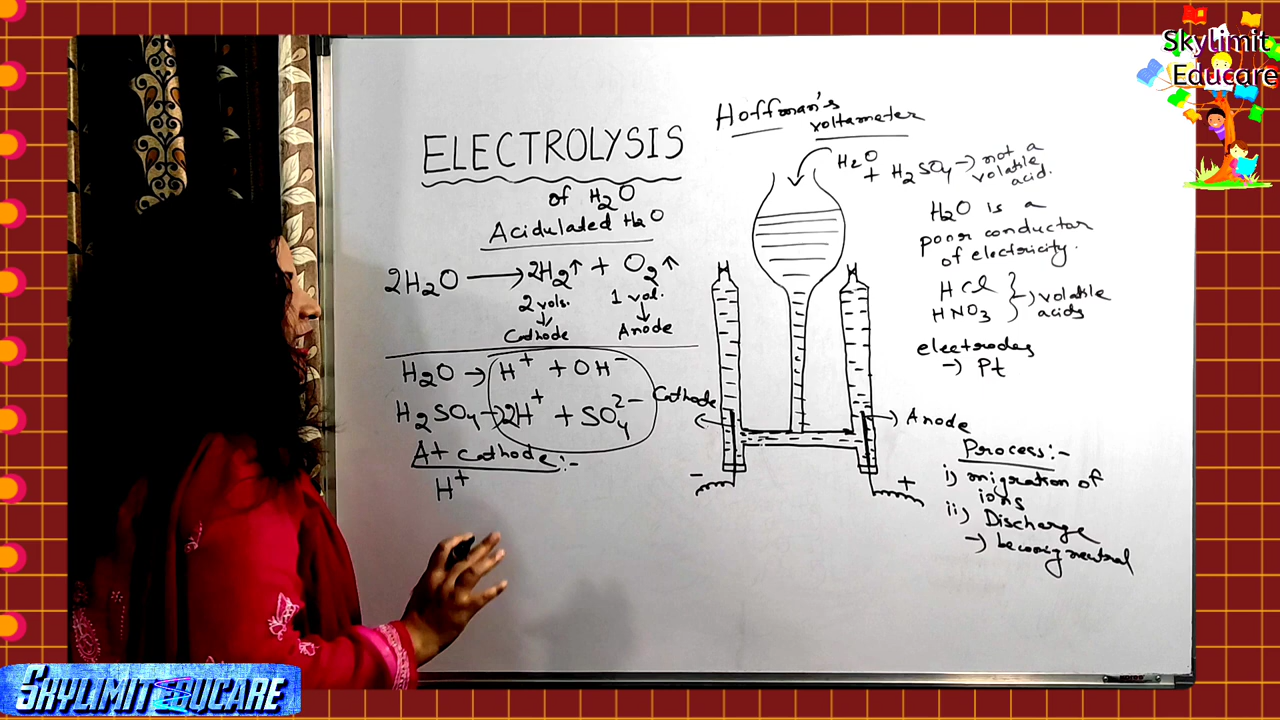 Skylimit
Educare
ELECTROLYSIS
of H₂O
Acidulaled H₂O
2H₂O → 2H₂↑ + O₂↑
2 vols. 1 vol.
↓ ↓
Cathode Anode
H₂O → H⁺ + OH⁻
H₂SO₄ → 2H⁺ + SO₄²⁻
At cathode:-
H⁺
Hoffman's
voltameter
H₂O
+ H₂SO₄ → not a
volatile
acid.
H₂O is a
poor conductor
of electricity.
HCl
HNO₃ } → volatile
acids
electrodes
→ Pt
Cathode
Anode
- +
Process:-
i) migration of
ions
ii) Discharge
→ becomig neutral
SKYLIMIT EDUCARE